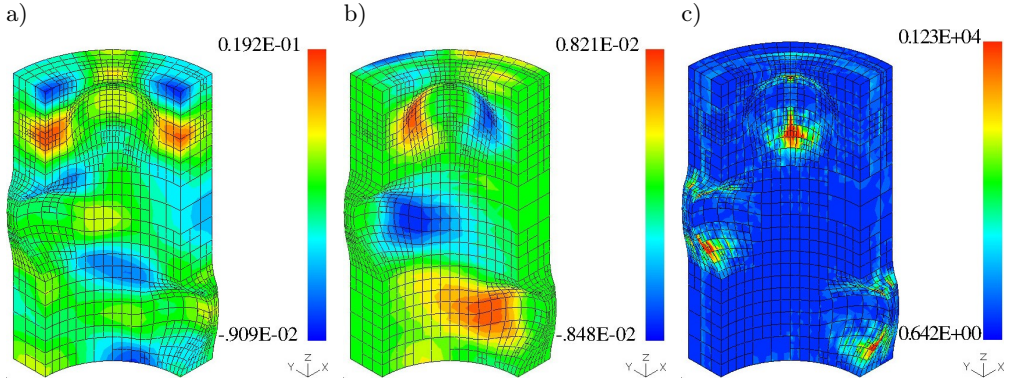 a)
b)
c)
0.192E-01
0.821E-02
0.123E+04
-.909E-02
-.848E-02
0.642E+00
Z
Y X
Z
Y X
Z
Y X